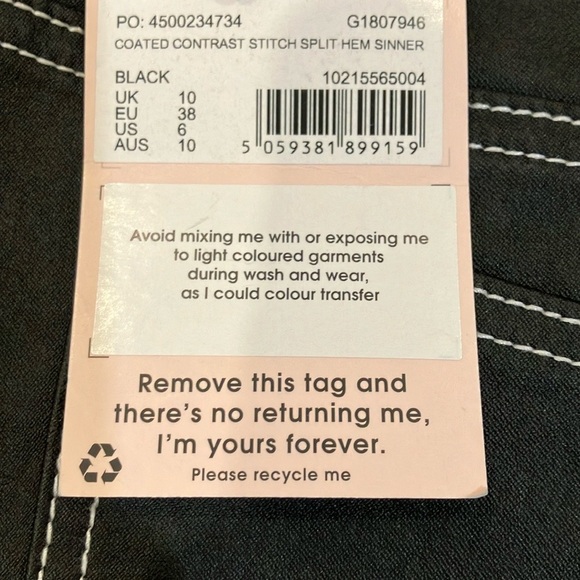 PO: 4500234734 G1807946
COATED CONTRAST STITCH SPLIT HEM SINNER
BLACK 10215565004
UK 10
EU 38
US 6
AUS 10
5 059381 899159
Avoid mixing me with or exposing me
to light coloured garments
during wash and wear,
as I could colour transfer
Remove this tag and
there's no returning me,
I'm yours forever.
Please recycle me